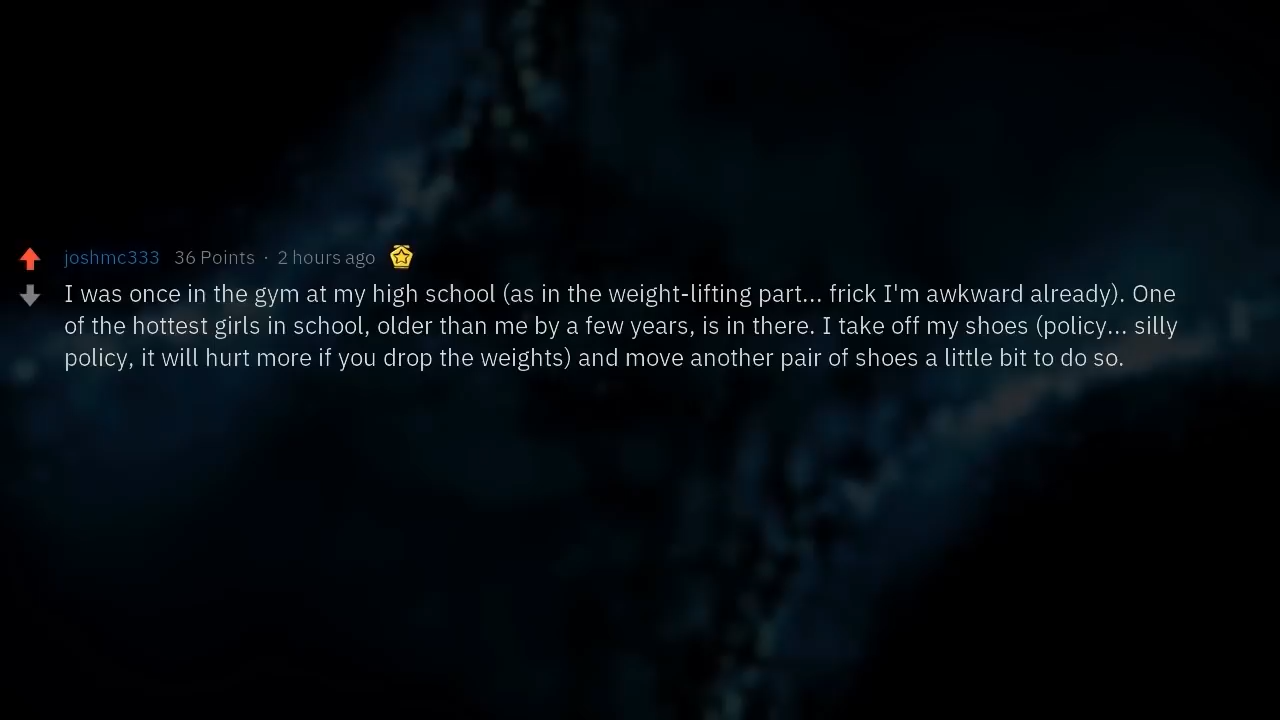 joshmc333 36 Points · 2 hours ago
I was once in the gym at my high school (as in the weight-lifting part... frick I'm awkward already). One
of the hottest girls in school, older than me by a few years, is in there. I take off my shoes (policy... silly
policy, it will hurt more if you drop the weights) and move another pair of shoes a little bit to do so.